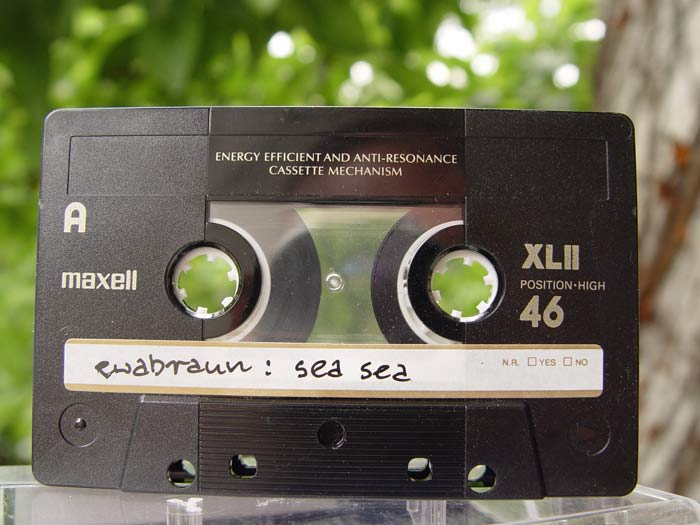 ENERGY EFFICIENT AND ANTI-RESONANCE
CASSETTE MECHANISM
A
maxell
XLII
POSITION·HIGH
46
ewabraun: sea sea
N.R. □ YES □ NO